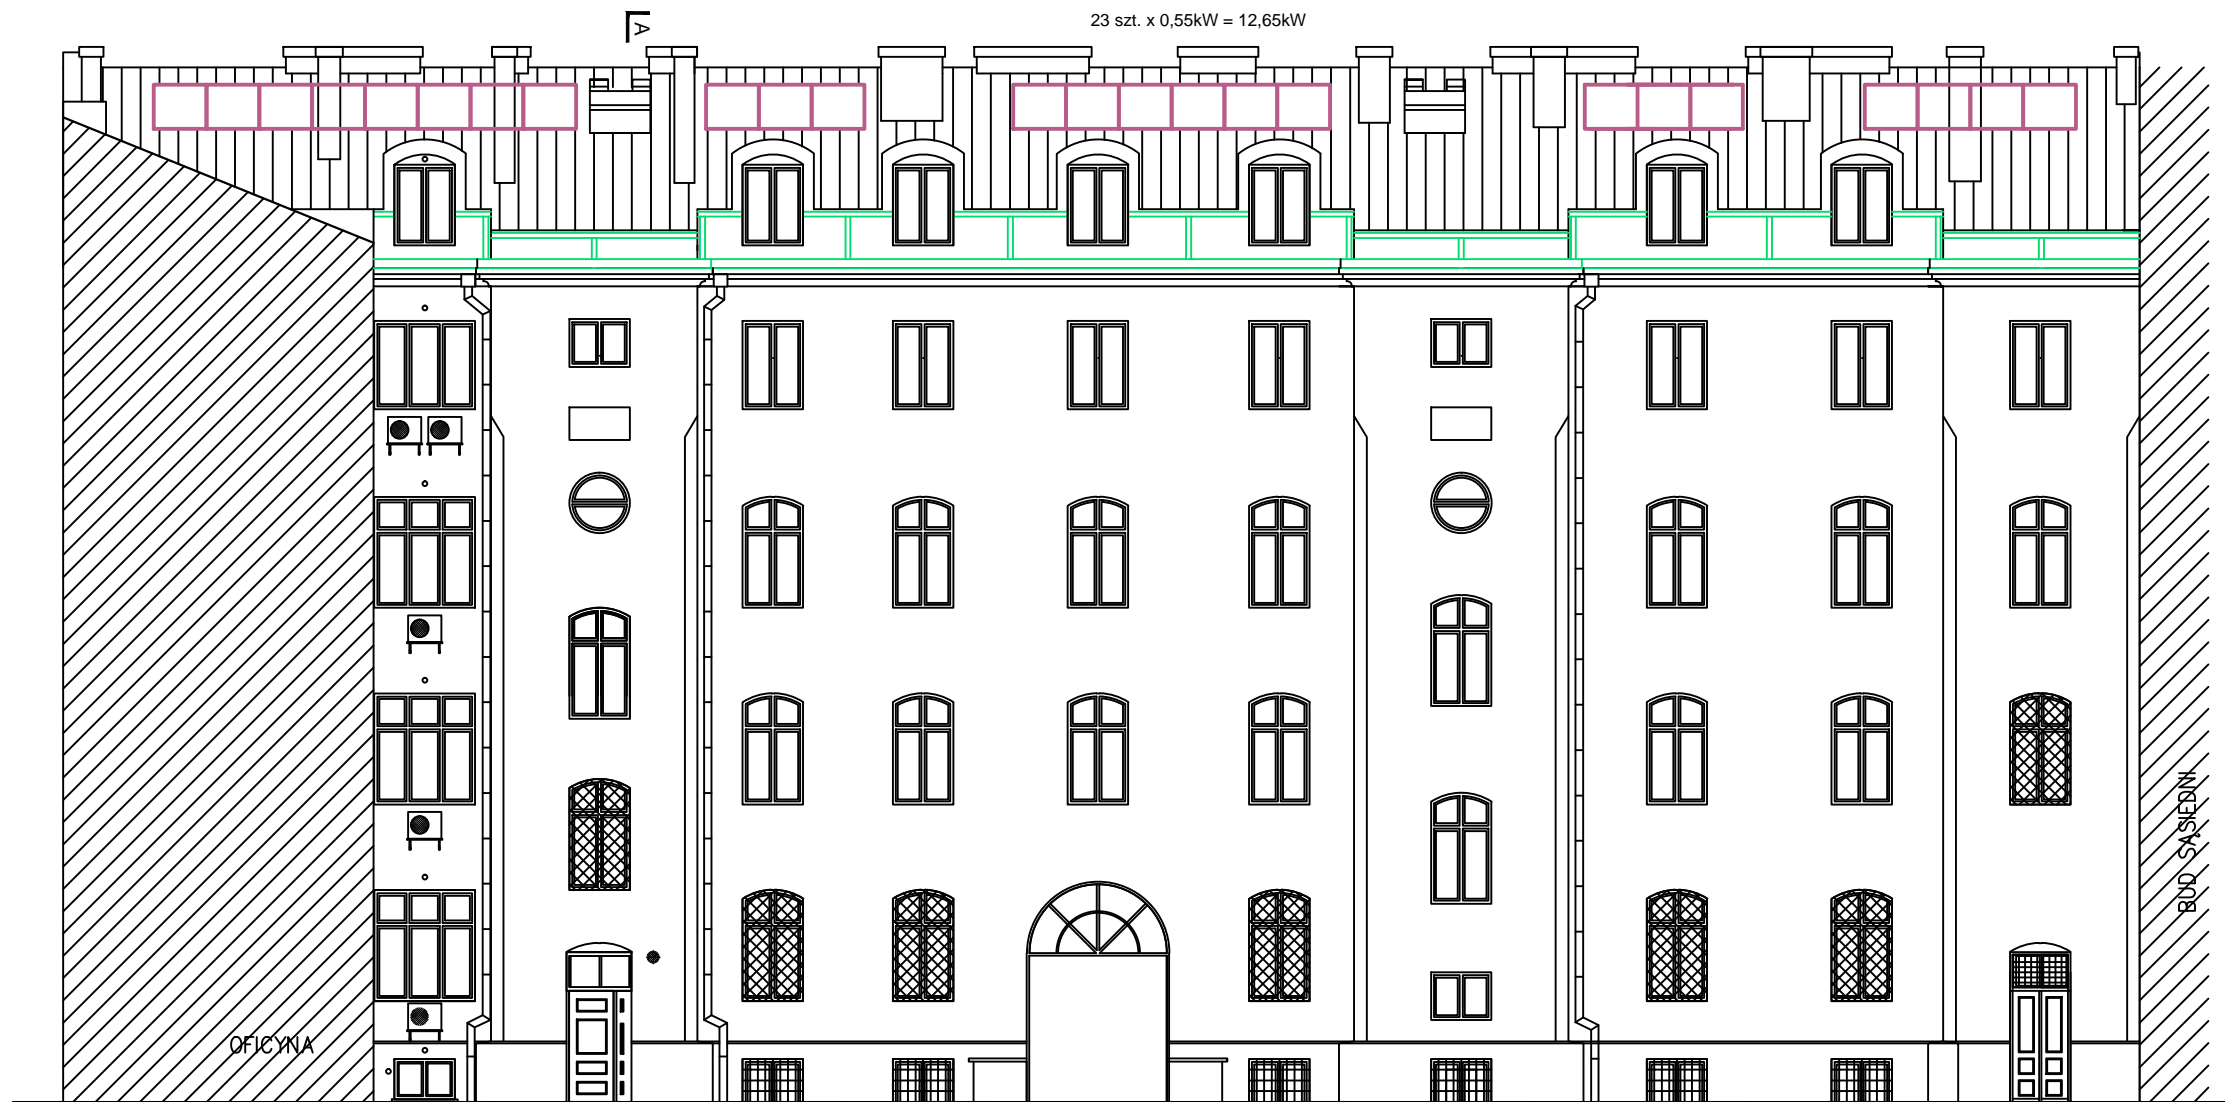 23 szt. x 0,55kW = 12,65kW
A
OFICYNA
BUD SĄSIEDNI